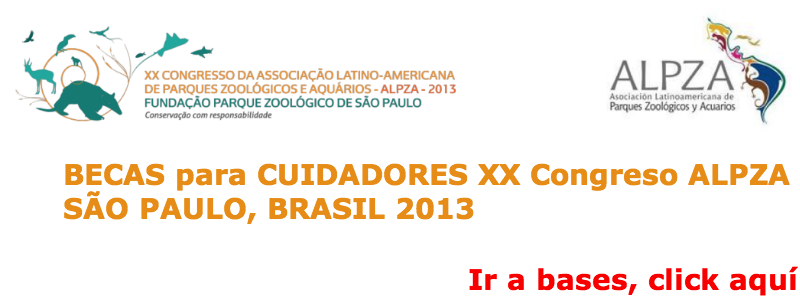 XX CONGRESSO DA ASSOCIAÇÃO LATINO-AMERICANA
DE PARQUES ZOOLÓGICOS E AQUÁRIOS - ALPZA - 2013
FUNDAÇÃO PARQUE ZOOLÓGICO DE SÃO PAULO
Conservação com responsabilidade
ALPZA
Asociación Latinoamericana de
Parques Zoológicos y Acuarios
BECAS para CUIDADORES XX Congreso ALPZA
SÃO PAULO, BRASIL 2013
Ir a bases, click aquí